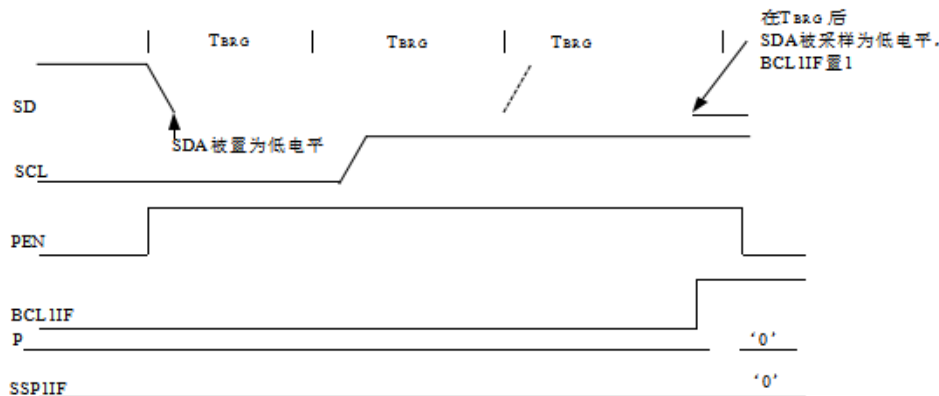 TBRG TBRG TBRG
在TBRG 后
SDA被采样为低电平,
BCL1IF置1
SD
SDA 被置为低电平
SCL
PEN
BCL1IF
P
‘0’
SSP1IF
‘0’